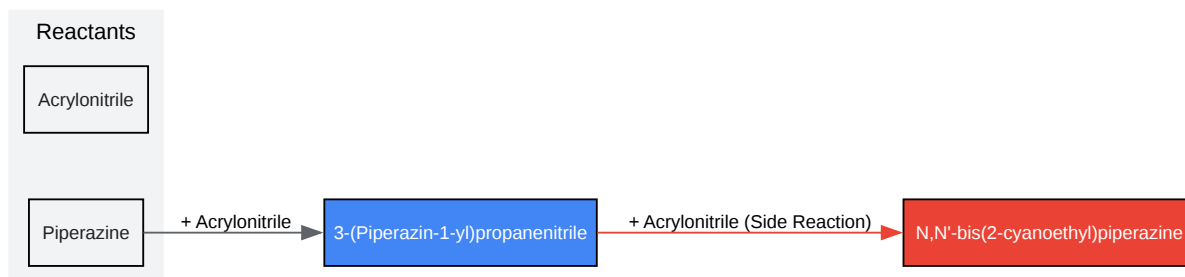 Reactants
Acrylonitrile
Piperazine
+ Acrylonitrile
3-(Piperazin-1-yl)propanenitrile
+ Acrylonitrile (Side Reaction)
N,N'-bis(2-cyanoethyl)piperazine